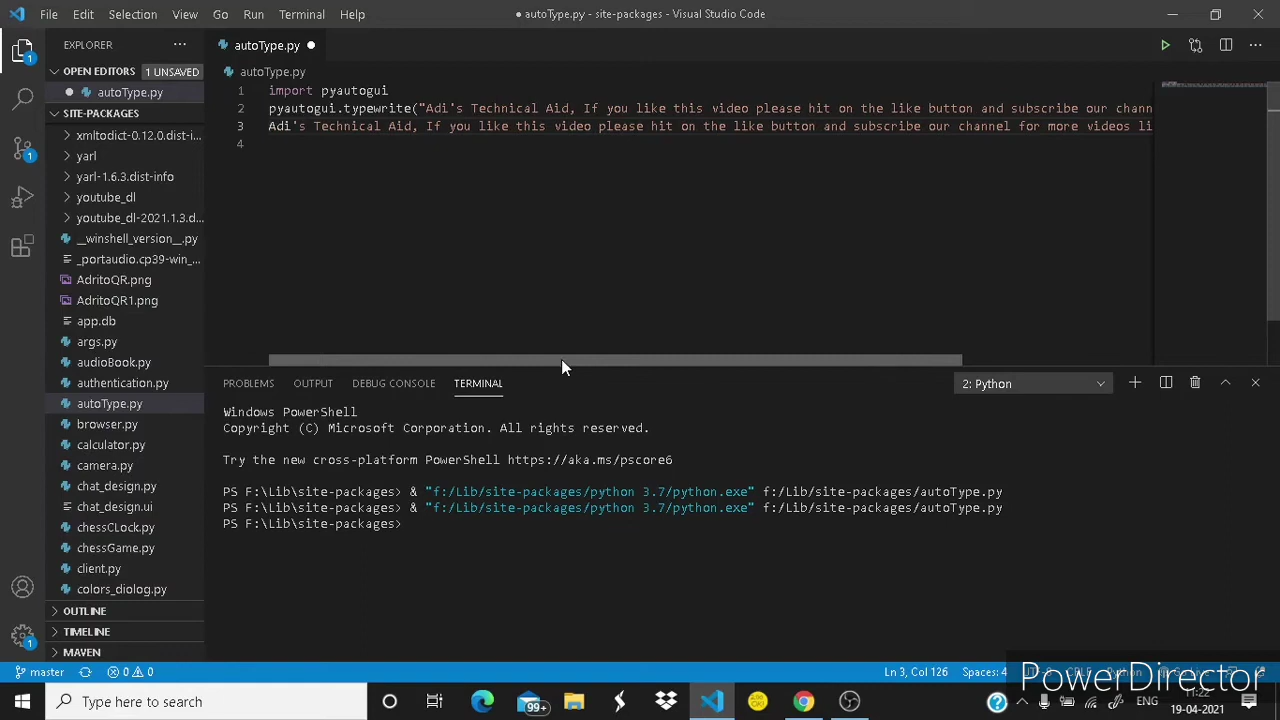 File Edit Selection View Go Run Terminal Help
● autoType.py - site-packages - Visual Studio Code
EXPLORER
autoType.py
OPEN EDITORS 1 UNSAVED
autoType.py
autoType.py
SITE-PACKAGES
1 import pyautogui
2 pyautogui.typewrite("Adi's Technical Aid, If you like this video please hit on the like button and subscribe our chann
3 Adi's Technical Aid, If you like this video please hit on the like button and subscribe our channel for more videos li
4
xmltodict-0.12.0.dist-i...
yarl
yarl-1.6.3.dist-info
youtube_dl
youtube_dl-2021.1.3.d...
__winshell_version__.py
_portaudio.cp39-win_...
AdritoQR.png
AdritoQR1.png
app.db
args.py
audioBook.py
authentication.py
autoType.py
browser.py
calculator.py
camera.py
chat_design.py
chat_design.ui
chessCLock.py
chessGame.py
client.py
colors_diolog.py
OUTLINE
TIMELINE
MAVEN
PROBLEMS OUTPUT DEBUG CONSOLE TERMINAL
2: Python
Windows PowerShell
Copyright (C) Microsoft Corporation. All rights reserved.
Try the new cross-platform PowerShell https://aka.ms/pscore6
PS F:\Lib\site-packages> & "f:/Lib/site-packages/python 3.7/python.exe" f:/Lib/site-packages/autoType.py
PS F:\Lib\site-packages> & "f:/Lib/site-packages/python 3.7/python.exe" f:/Lib/site-packages/autoType.py
PS F:\Lib\site-packages>
1
1
1
master 0 0
Ln 3, Col 126 Spaces: 4
PowerDirector
Type here to search
99+
ENG
11:22
19-04-2021